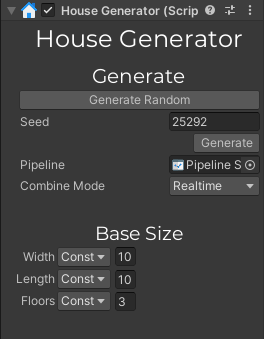 House Generator (Scrip
House Generator
Generate
Generate Random
Seed 25292
Generate
Pipeline Pipeline S
Combine Mode Realtime
Base Size
Width Const 10
Length Const 10
Floors Const 3